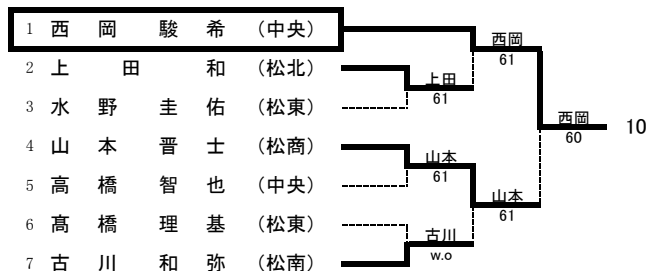 1 西岡駿希 (中央)
西岡
61
2 上田和 (松北)
上田
61
3 水野圭佑 (松東)
西岡
60
10
4 山本晋士 (松商)
山本
61
5 高橋智也 (中央)
山本
61
6 髙橋理基 (松東)
古川
w.o
7 古川和弥 (松南)